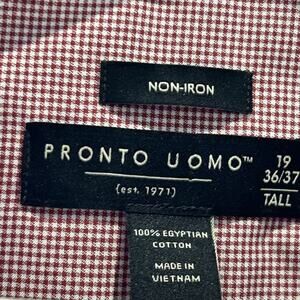 NON-IRON
PRONTO UOMO™
{est. 1971}
19
36/37
TALL
100% EGYPTIAN
COTTON
MADE IN
VIETNAM